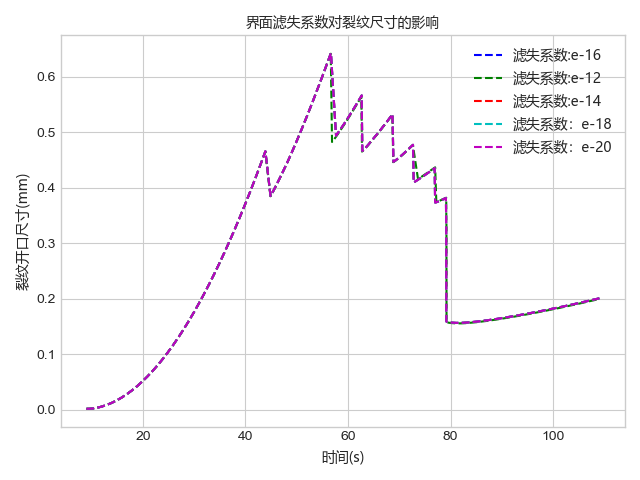 界面滤失系数对裂纹尺寸的影响
滤失系数:e-16
滤失系数:e-12
滤失系数:e-14
滤失系数：e-18
滤失系数：e-20
裂纹开口尺寸(mm)
0.6
0.5
0.4
0.3
0.2
0.1
0.0
20
40
60
80
100
时间(s)